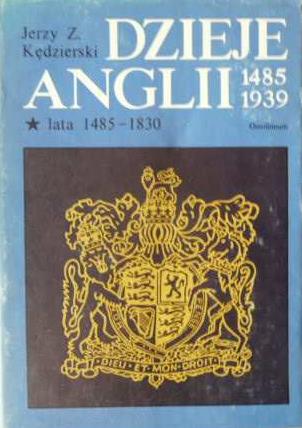 Jerzy Z.
Kędzierski
DZIEJE
ANGLII
1485
1939
★ lata 1485-1830
Ossolineum
DIEU·ET·MON·DROIT